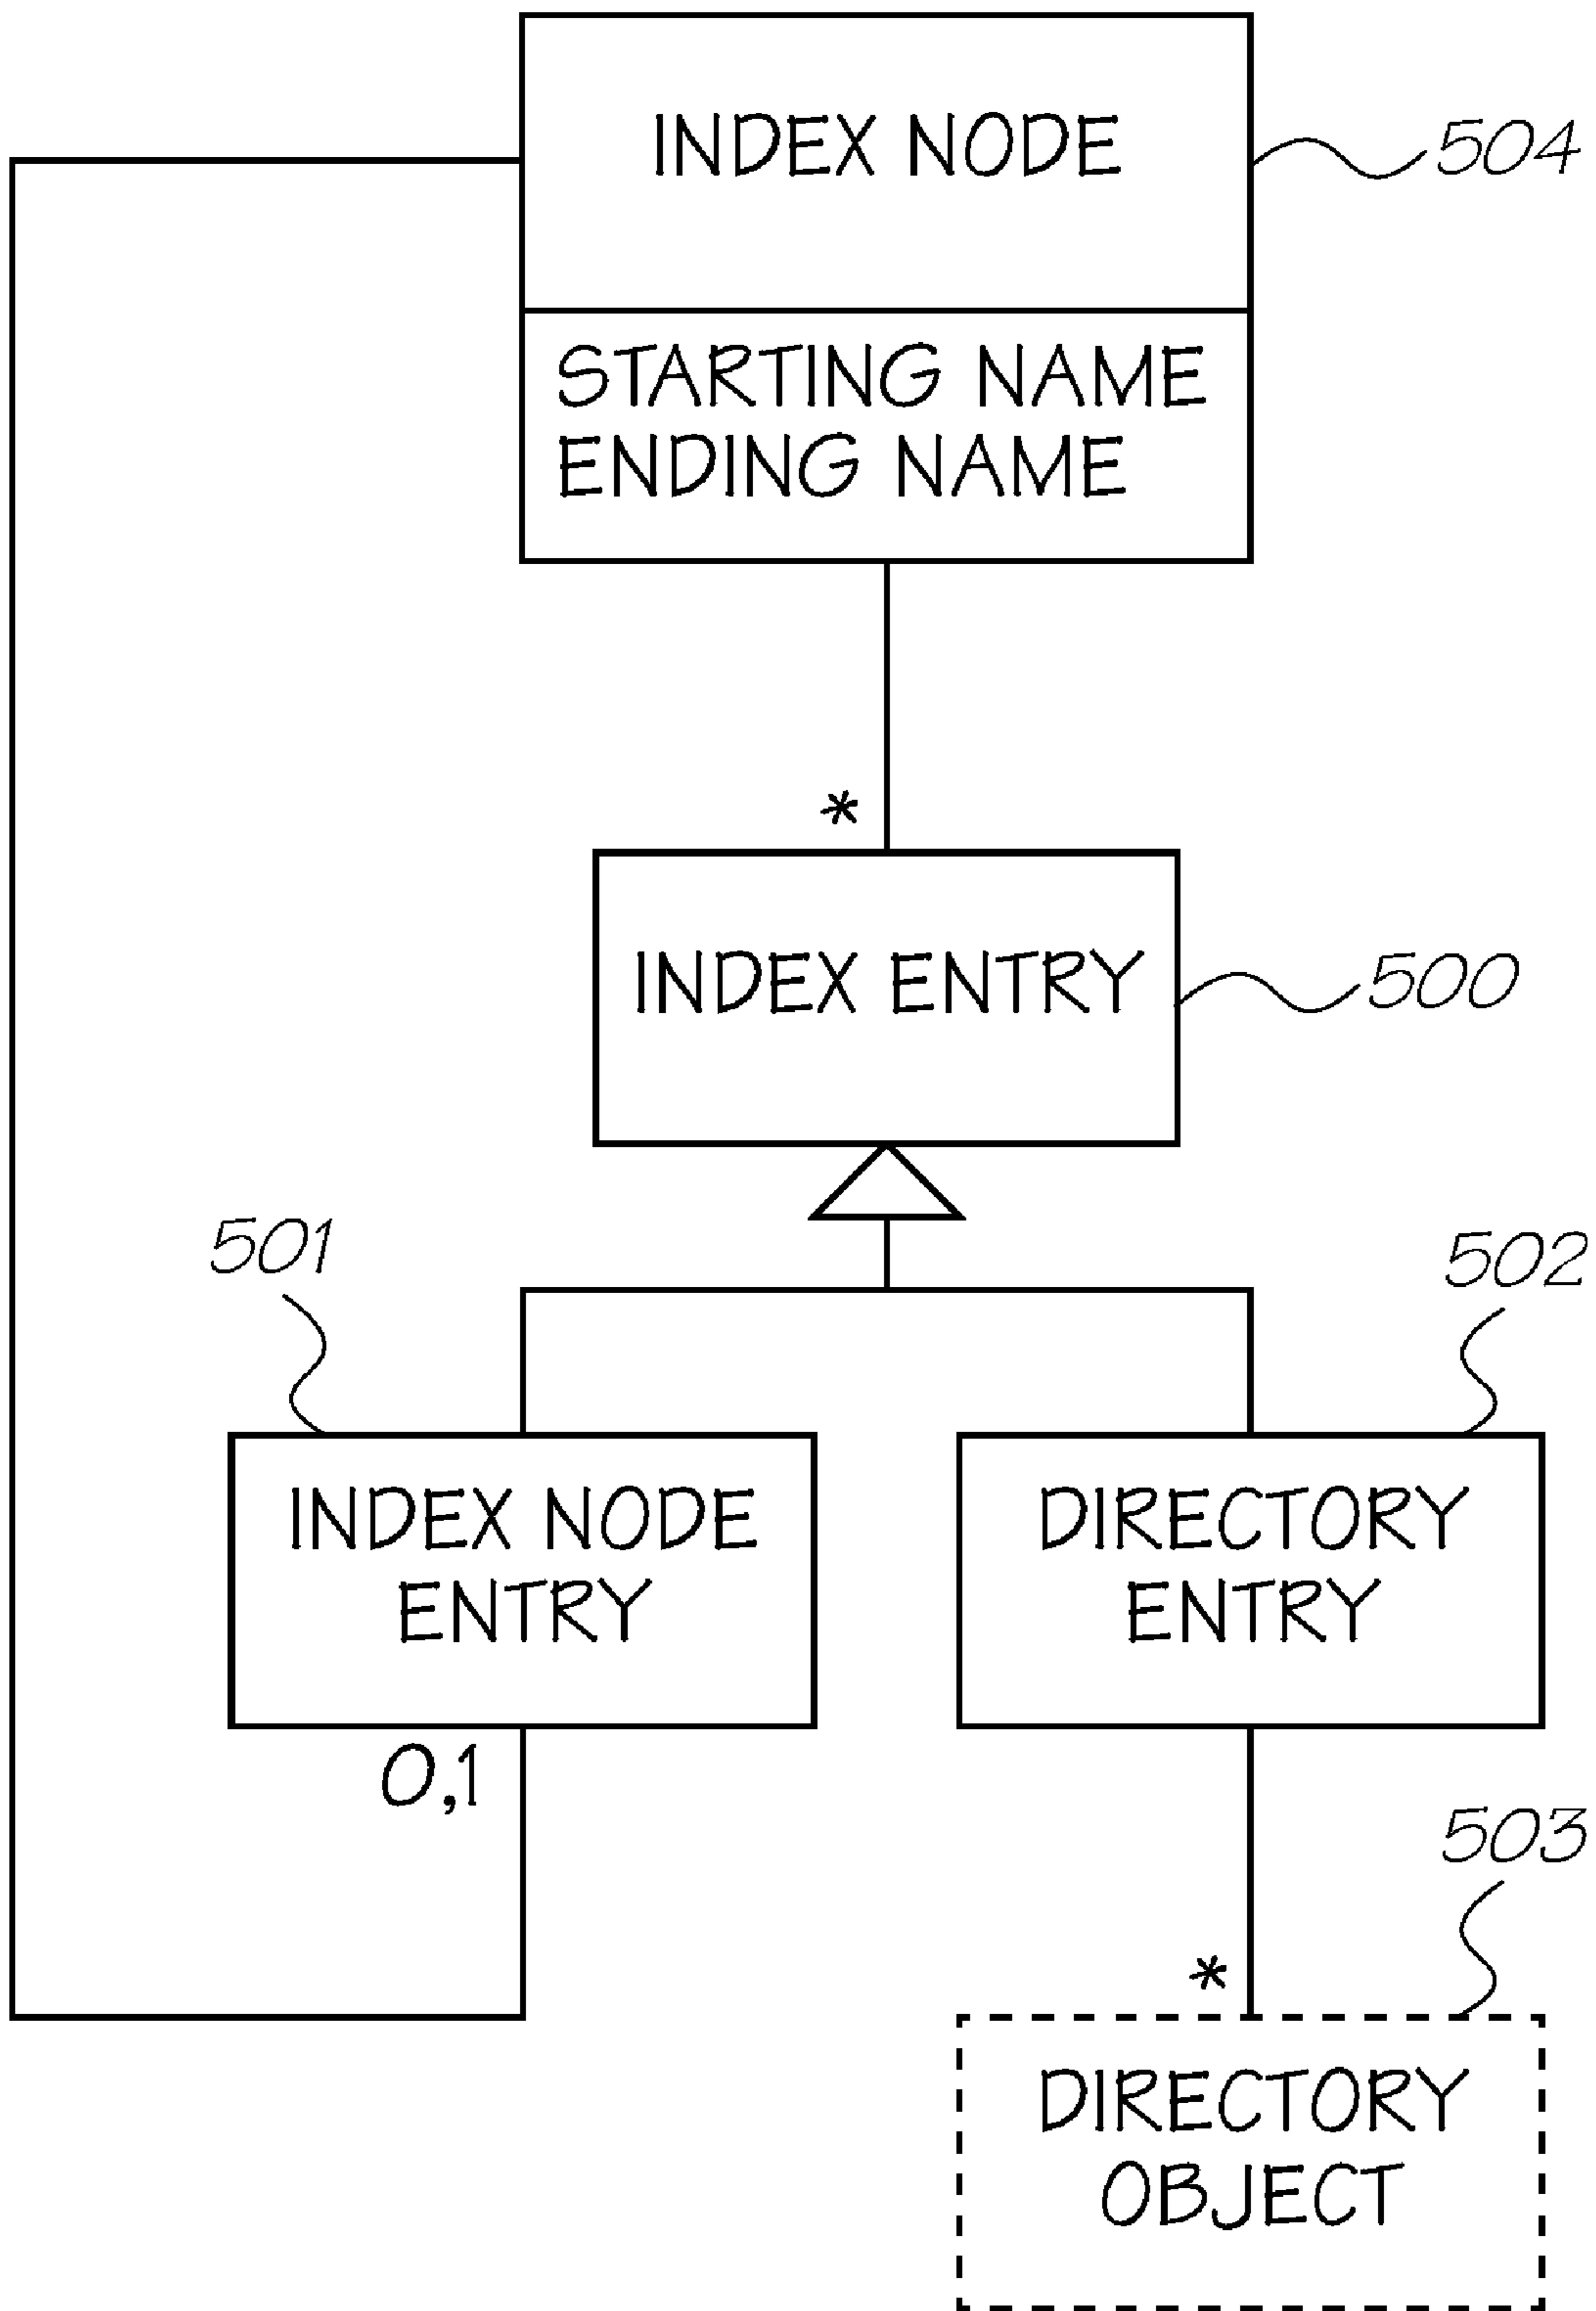 INDEX NODE
504
STARTING NAME
ENDING NAME
*
INDEX ENTRY
500
501
502
INDEX NODE
ENTRY
DIRECTORY
ENTRY
0,1
503
*
DIRECTORY
OBJECT